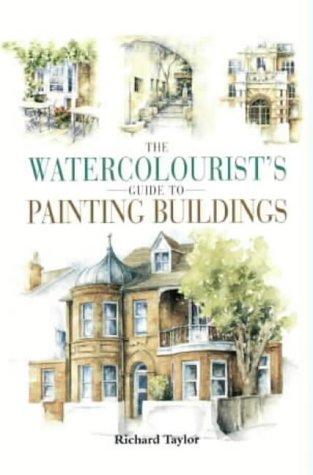 THE
WATERCOLOURIST'S
GUIDE TO
PAINTING BUILDINGS
Richard Taylor